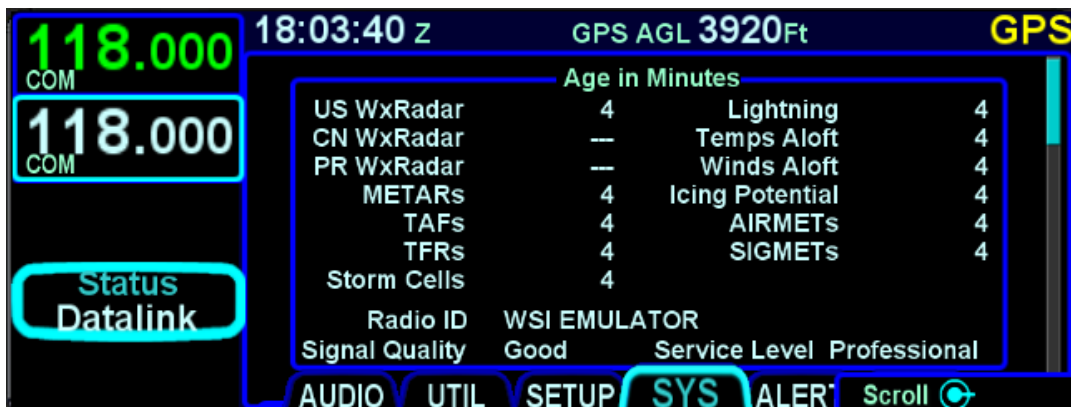 118.000
COM
118.000
COM
Status
Datalink
18:03:40 Z GPS AGL 3920Ft GPS
Age in Minutes
US WxRadar 4 Lightning 4
CN WxRadar --- Temps Aloft 4
PR WxRadar --- Winds Aloft 4
METARs 4 Icing Potential 4
TAFs 4 AIRMETs 4
TFRs 4 SIGMETs 4
Storm Cells 4
Radio ID WSI EMULATOR
Signal Quality Good Service Level Professional
AUDIO UTIL SETUP SYS ALERT Scroll